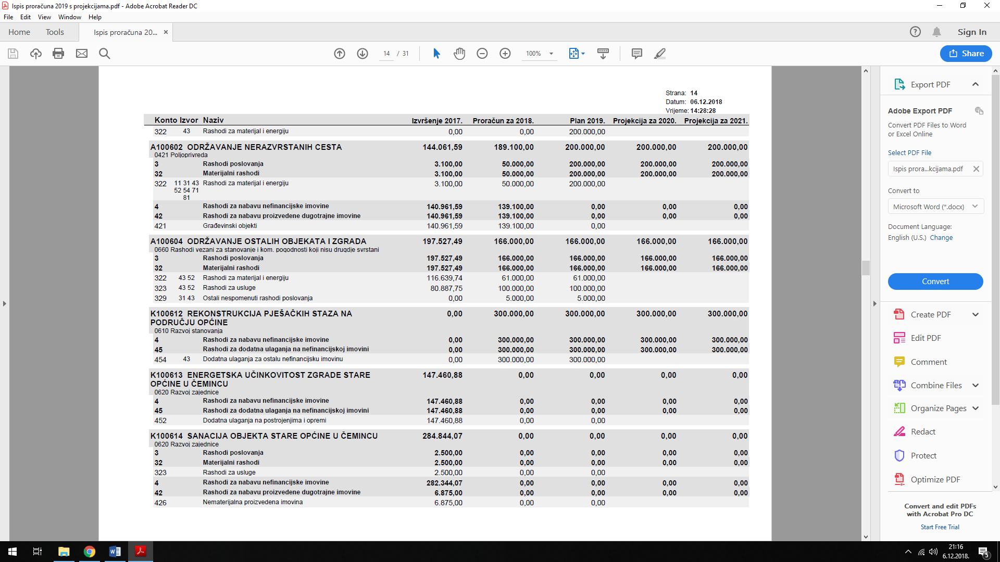 Ispis proračuna 2019 s projekcijama.pdf - Adobe Acrobat Reader DC
File Edit View Window Help
Home Tools Ispis proračuna 20... × Sign In
14 / 31 100% Share
Strana: 14
Datum: 06.12.2018
Vrijeme: 14:28:28
Konto Izvor Naziv Izvršenje 2017. Proračun za 2018. Plan 2019. Projekcija za 2020. Projekcija za 2021.
322 43 Rashodi za materijal i energiju 0,00 0,00 200.000,00
A100602 ODRŽAVANJE NERAZVRSTANIH CESTA 144.061,59 189.100,00 200.000,00 200.000,00 200.000,00
0421 Poljoprivreda
3 Rashodi poslovanja 3.100,00 50.000,00 200.000,00 200.000,00 200.000,00
32 Materijalni rashodi 3.100,00 50.000,00 200.000,00 200.000,00 200.000,00
322 11 31 43 Rashodi za materijal i energiju 3.100,00 50.000,00 200.000,00
52 54 71
81
4 Rashodi za nabavu nefinancijske imovine 140.961,59 139.100,00 0,00 0,00 0,00
42 Rashodi za nabavu proizvedene dugotrajne imovine 140.961,59 139.100,00 0,00 0,00 0,00
421 Građevinski objekti 140.961,59 139.100,00 0,00
A100604 ODRŽAVANJE OSTALIH OBJEKATA I ZGRADA 197.527,49 166.000,00 166.000,00 166.000,00 166.000,00
0660 Rashodi vezani za stanovanje i kom. pogodnosti koji nisu drugdje svrstani
3 Rashodi poslovanja 197.527,49 166.000,00 166.000,00 166.000,00 166.000,00
32 Materijalni rashodi 197.527,49 166.000,00 166.000,00 166.000,00 166.000,00
322 43 52 Rashodi za materijal i energiju 116.639,74 61.000,00 61.000,00
323 43 52 Rashodi za usluge 80.887,75 100.000,00 100.000,00
329 31 43 Ostali nespomenuti rashodi poslovanja 0,00 5.000,00 5.000,00
K100612 REKONSTRUKCIJA PJEŠAČKIH STAZA NA 0,00 300.000,00 300.000,00 300.000,00 300.000,00
PODRUČJU OPĆINE
0610 Razvoj stanovanja
4 Rashodi za nabavu nefinancijske imovine 0,00 300.000,00 300.000,00 300.000,00 300.000,00
45 Rashodi za dodatna ulaganja na nefinancijskoj imovini 0,00 300.000,00 300.000,00 300.000,00 300.000,00
454 43 Dodatna ulaganja za ostalu nefinancijsku imovinu 0,00 300.000,00 300.000,00
K100613 ENERGETSKA UČINKOVITOST ZGRADE STARE 147.460,88 0,00 0,00 0,00 0,00
OPĆINE U ČEMINCU
0620 Razvoj zajednice
4 Rashodi za nabavu nefinancijske imovine 147.460,88 0,00 0,00 0,00 0,00
45 Rashodi za dodatna ulaganja na nefinancijskoj imovini 147.460,88 0,00 0,00 0,00 0,00
452 Dodatna ulaganja na postrojenjima i opremi 147.460,88 0,00 0,00
K100614 SANACIJA OBJEKTA STARE OPĆINE U ČEMINCU 284.844,07 0,00 0,00 0,00 0,00
0620 Razvoj zajednice
3 Rashodi poslovanja 2.500,00 0,00 0,00 0,00 0,00
32 Materijalni rashodi 2.500,00 0,00 0,00 0,00 0,00
323 Rashodi za usluge 2.500,00 0,00 0,00
4 Rashodi za nabavu nefinancijske imovine 282.344,07 0,00 0,00 0,00 0,00
42 Rashodi za nabavu proizvedene dugotrajne imovine 6.875,00 0,00 0,00 0,00 0,00
426 Nematerijalna proizvedena imovina 6.875,00 0,00 0,00
Export PDF
Adobe Export PDF
Convert PDF Files to Word
or Excel Online
Select PDF File
Ispis prora...kcijama.pdf
Convert to
Microsoft Word (*.docx)
Document Language:
English (U.S.) Change
Convert
Create PDF
Edit PDF
Comment
Combine Files
Organize Pages
Redact
Protect
Optimize PDF
Convert and edit PDFs
with Acrobat Pro DC
Start Free Trial
21:16
6.12.2018.
5